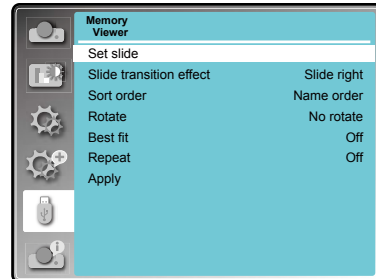 Memory
Viewer
Set slide
Slide transition effect Slide right
Sort order Name order
Rotate No rotate
Best fit Off
Repeat Off
Apply